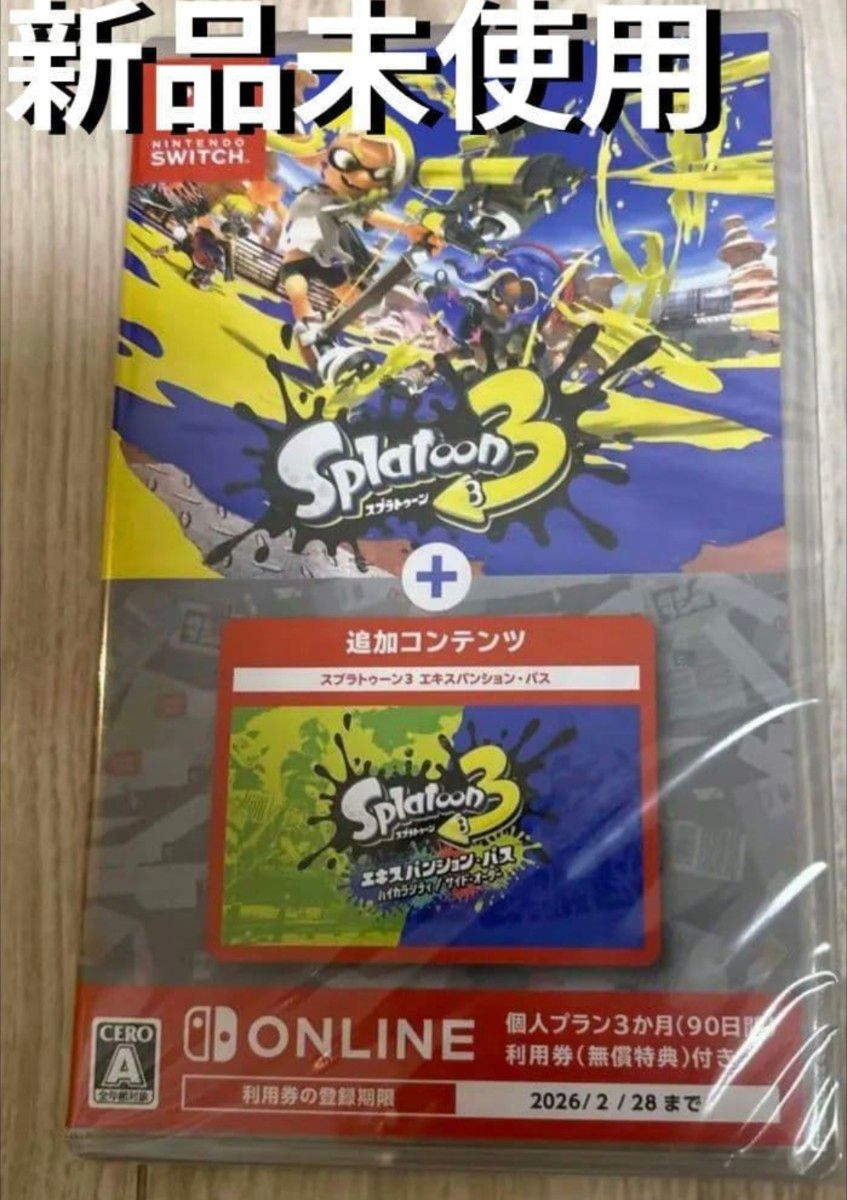 新品未使用
NINTENDO
SWITCH
Splatoon 3
スプラトゥーン 3
+
追加コンテンツ
スプラトゥーン3 エキスパンション・パス
Splatoon 3
スプラトゥーン 3
エキスパンション・パス
ハイカラシティ/サイド・オーダー
CERO
A
全年齢対象
ONLINE
個人プラン3か月(90日間)
利用券(無償特典)付き
利用券の登録期限
2026/2/28まで